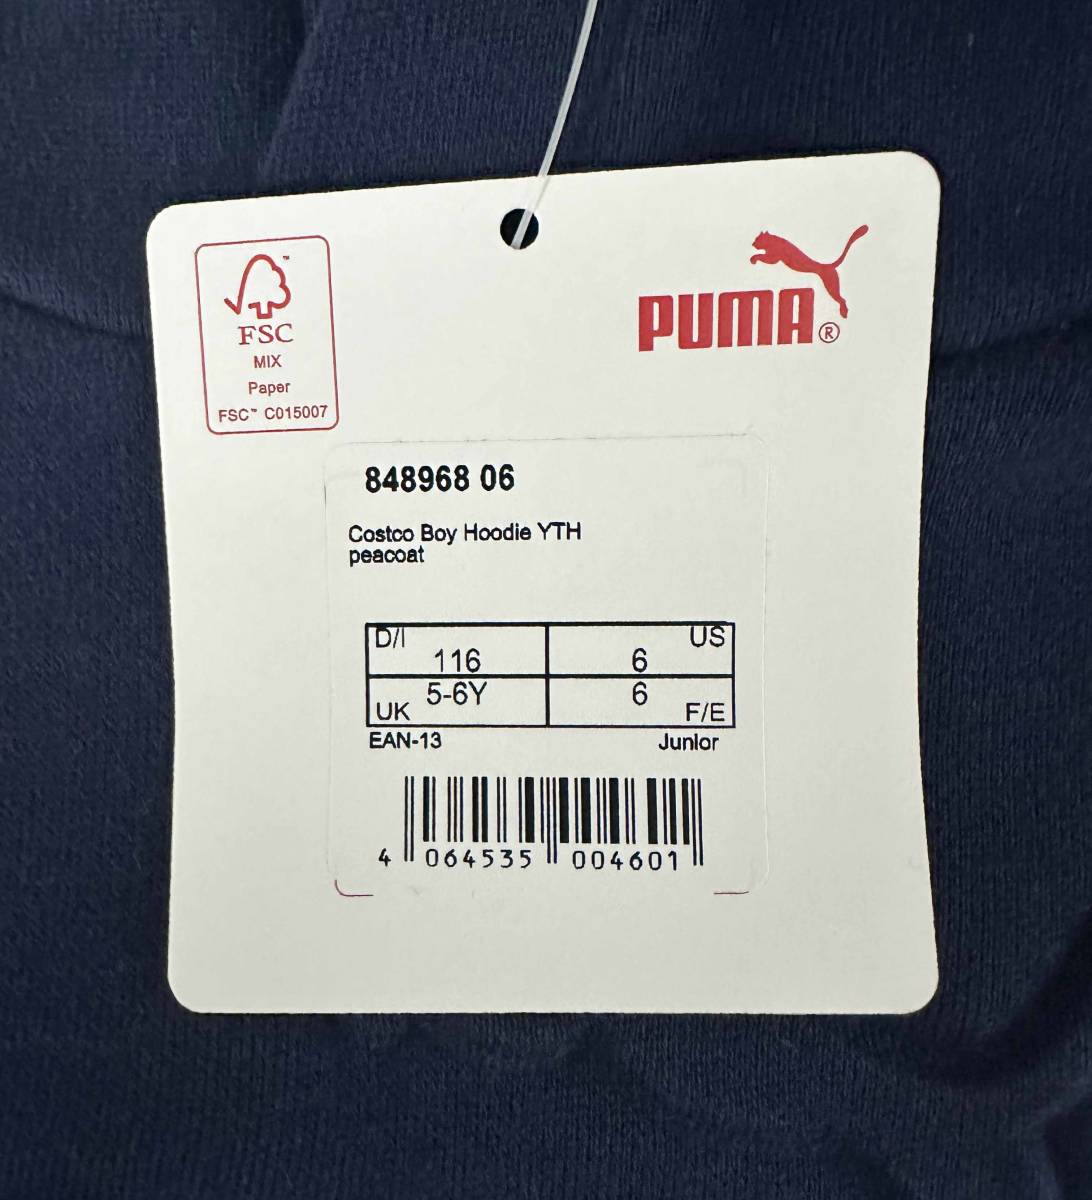 FSC™
MIX
Paper
FSC™ C015007
PUMA®
848968 06
Costco Boy Hoodie YTH
peacoat
D/I 116 6 US
UK 5-6Y 6 F/E
EAN-13 Junior
4 064535 004601